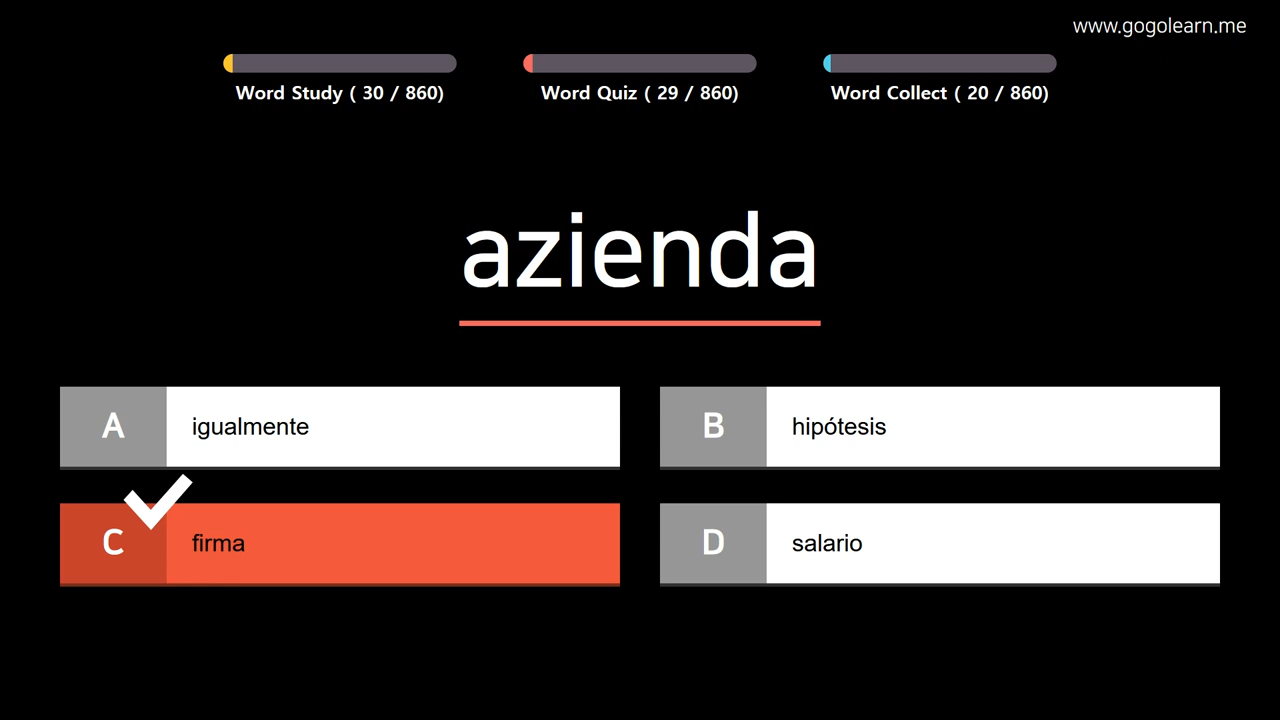 www.gogolearn.me
Word Study ( 30 / 860)
Word Quiz ( 29 / 860)
Word Collect ( 20 / 860)
azienda
A igualmente
B hipótesis
C firma
D salario